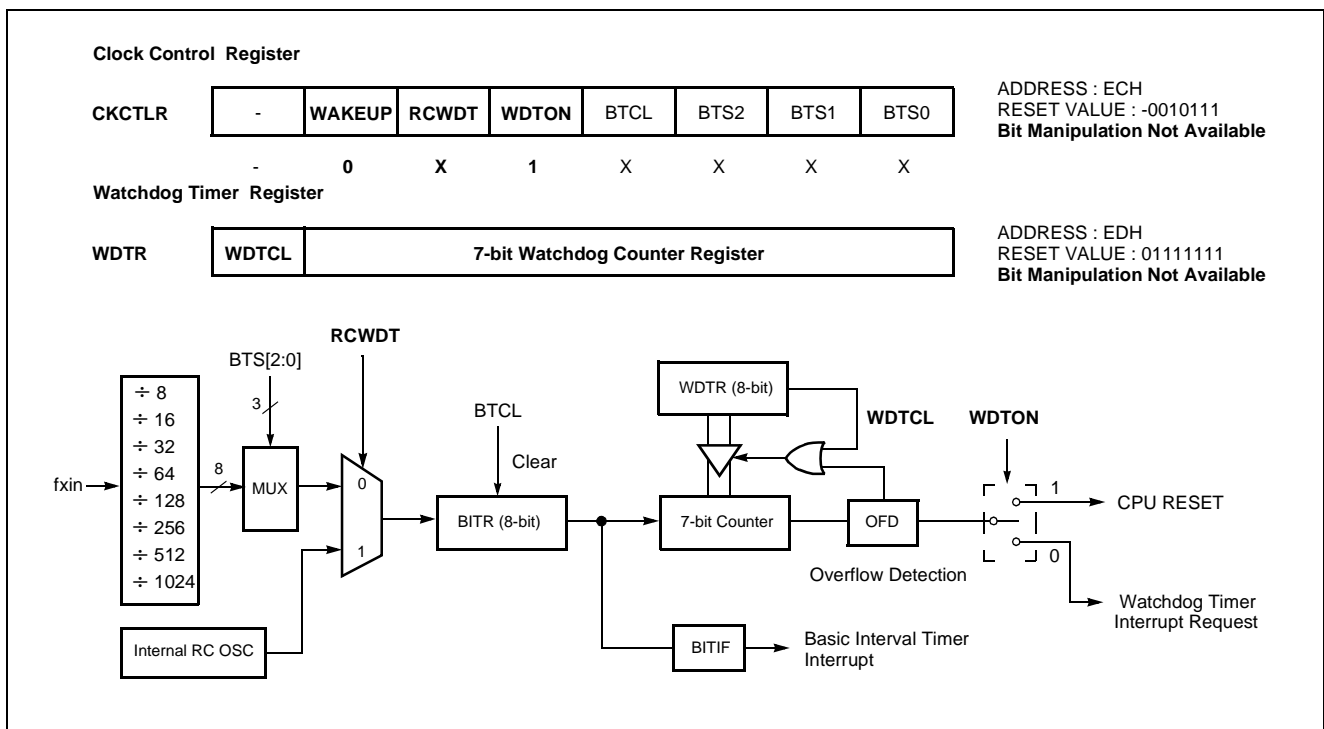 Clock Control Register
CKCTLR
- WAKEUP RCWDT WDTON BTCL BTS2 BTS1 BTS0
ADDRESS : ECH
RESET VALUE : -0010111
Bit Manipulation Not Available
- 0 X 1 X X X X
Watchdog Timer Register
WDTR
WDTCL 7-bit Watchdog Counter Register
ADDRESS : EDH
RESET VALUE : 01111111
Bit Manipulation Not Available
RCWDT
BTS[2:0]
3
fxin
÷ 8
÷ 16
÷ 32
÷ 64
÷ 128
÷ 256
÷ 512
÷ 1024
8
MUX
0
1
Internal RC OSC
BTCL
Clear
BITR (8-bit)
WDTR (8-bit)
WDTCL
WDTON
7-bit Counter
OFD
Overflow Detection
1
CPU RESET
0
Watchdog Timer
Interrupt Request
BITIF
Basic Interval Timer
Interrupt